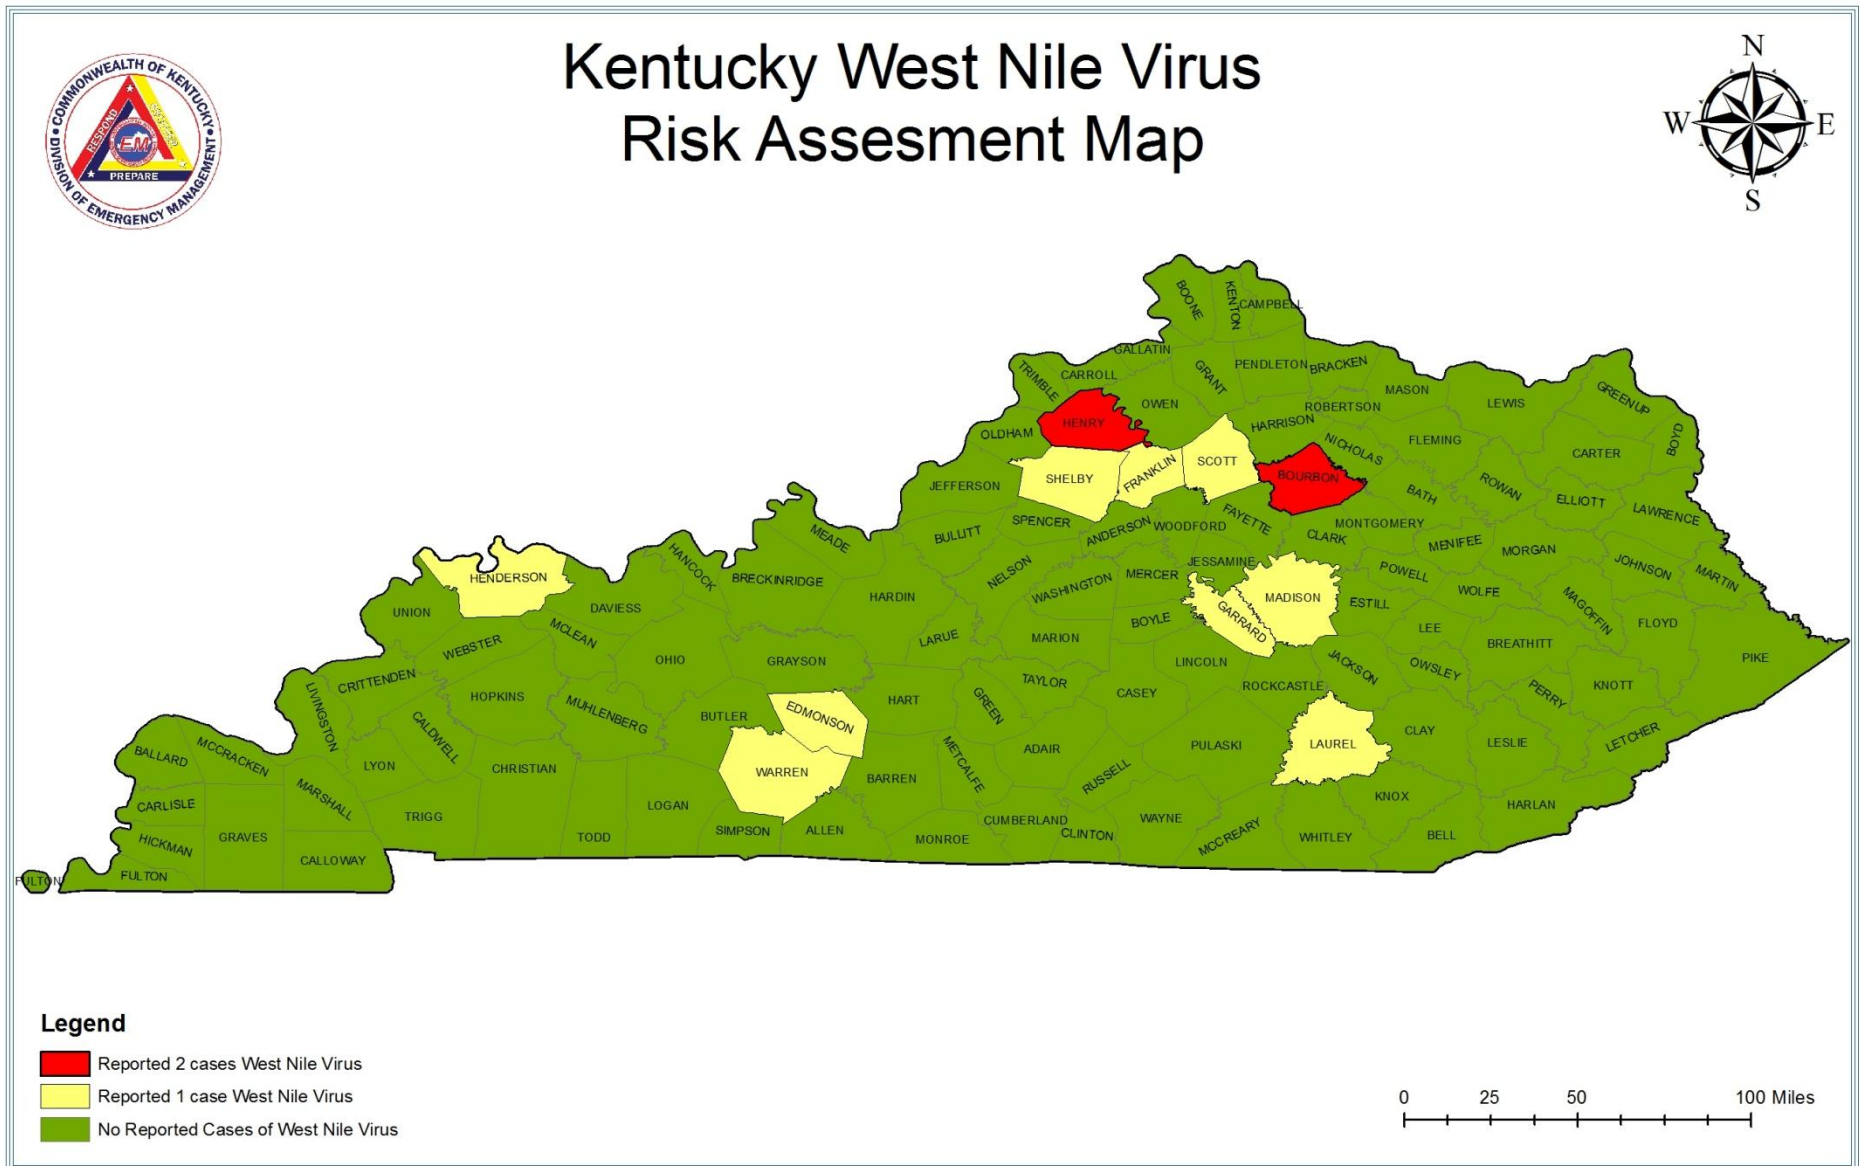 Kentucky West Nile Virus
Risk Assesment Map
COMMONWEALTH OF KENTUCKY
DIVISION OF EMERGENCY MANAGEMENT
RESPOND
PREPARE
EM
N
W
E
S
BOONE
KENTON
CAMPBELL
GALLATIN
TRIMBLE
CARROLL
GRANT
PENDLETON
BRACKEN
MASON
LEWIS
GREENUP
HENRY
OWEN
HARRISON
ROBERTSON
OLDHAM
NICHOLAS
FLEMING
CARTER
BOYD
SHELBY
FRANKLIN
SCOTT
BOURBON
JEFFERSON
BATH
ROWAN
ELLIOTT
LAWRENCE
SPENCER
ANDERSON
WOODFORD
FAYETTE
MONTGOMERY
BULLITT
MEADE
CLARK
MENIFEE
MORGAN
HENDERSON
HANCOCK
BRECKINRIDGE
NELSON
WASHINGTON
MERCER
JESSAMINE
POWELL
JOHNSON
MARTIN
UNION
DAVIESS
HARDIN
MADISON
ESTILL
WOLFE
MAGOFFIN
FLOYD
WEBSTER
MCLEAN
LARUE
MARION
BOYLE
GARRARD
LEE
BREATHITT
PIKE
OHIO
GRAYSON
LINCOLN
JACKSON
OWSLEY
CRITTENDEN
LIVINGSTON
HOPKINS
MUHLENBERG
BUTLER
EDMONSON
HART
GREEN
TAYLOR
CASEY
ROCKCASTLE
PERRY
KNOTT
BALLARD
MCCRACKEN
CALDWELL
LYON
CHRISTIAN
WARREN
BARREN
METCALFE
ADAIR
PULASKI
LAUREL
CLAY
LESLIE
LETCHER
CARLISLE
MARSHALL
TRIGG
LOGAN
RUSSELL
KNOX
HARLAN
HICKMAN
GRAVES
CALLOWAY
TODD
SIMPSON
ALLEN
MONROE
CUMBERLAND
CLINTON
WAYNE
MCCREARY
WHITLEY
BELL
FULTON
FULTON
Legend
Reported 2 cases West Nile Virus
Reported 1 case West Nile Virus
No Reported Cases of West Nile Virus
0 25 50 100 Miles